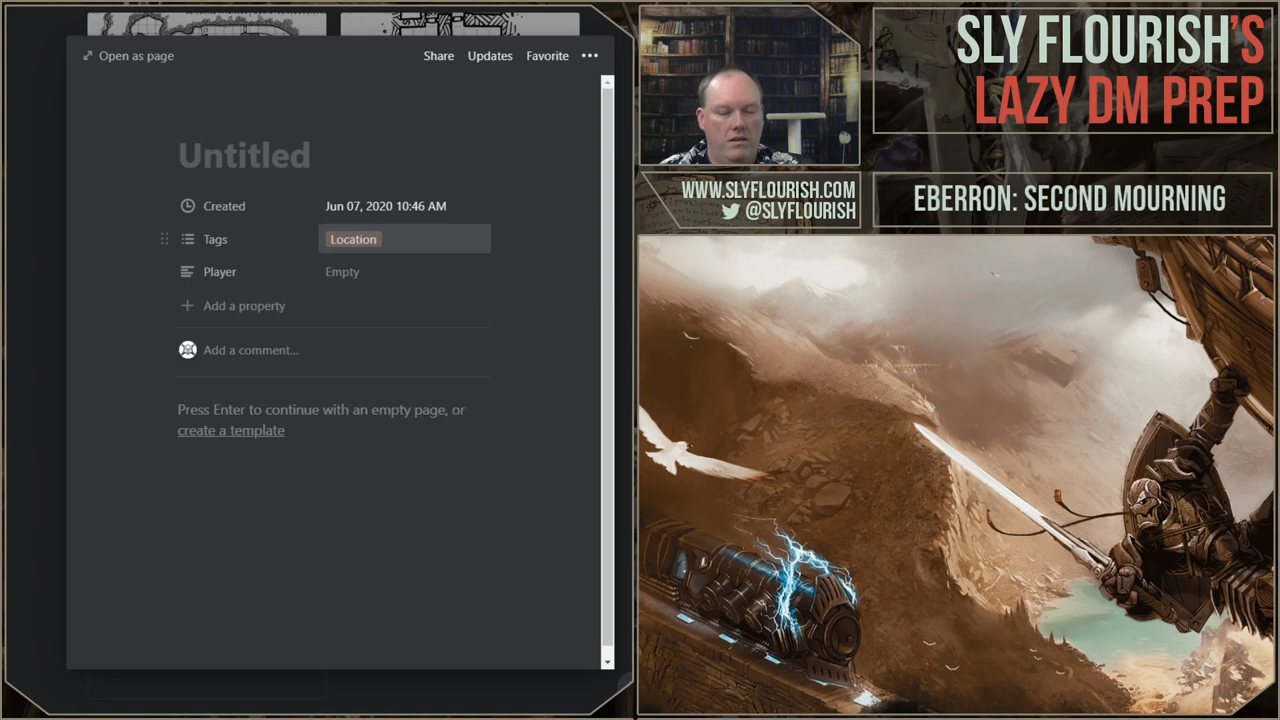 Open as page
Share Updates Favorite •••
Untitled
Created Jun 07, 2020 10:46 AM
Tags Location
Player Empty
Add a property
Add a comment...
Press Enter to continue with an empty page, or
create a template
SLY FLOURISH'S
LAZY DM PREP
WWW.SLYFLOURISH.COM
@SLYFLOURISH
EBERRON: SECOND MOURNING